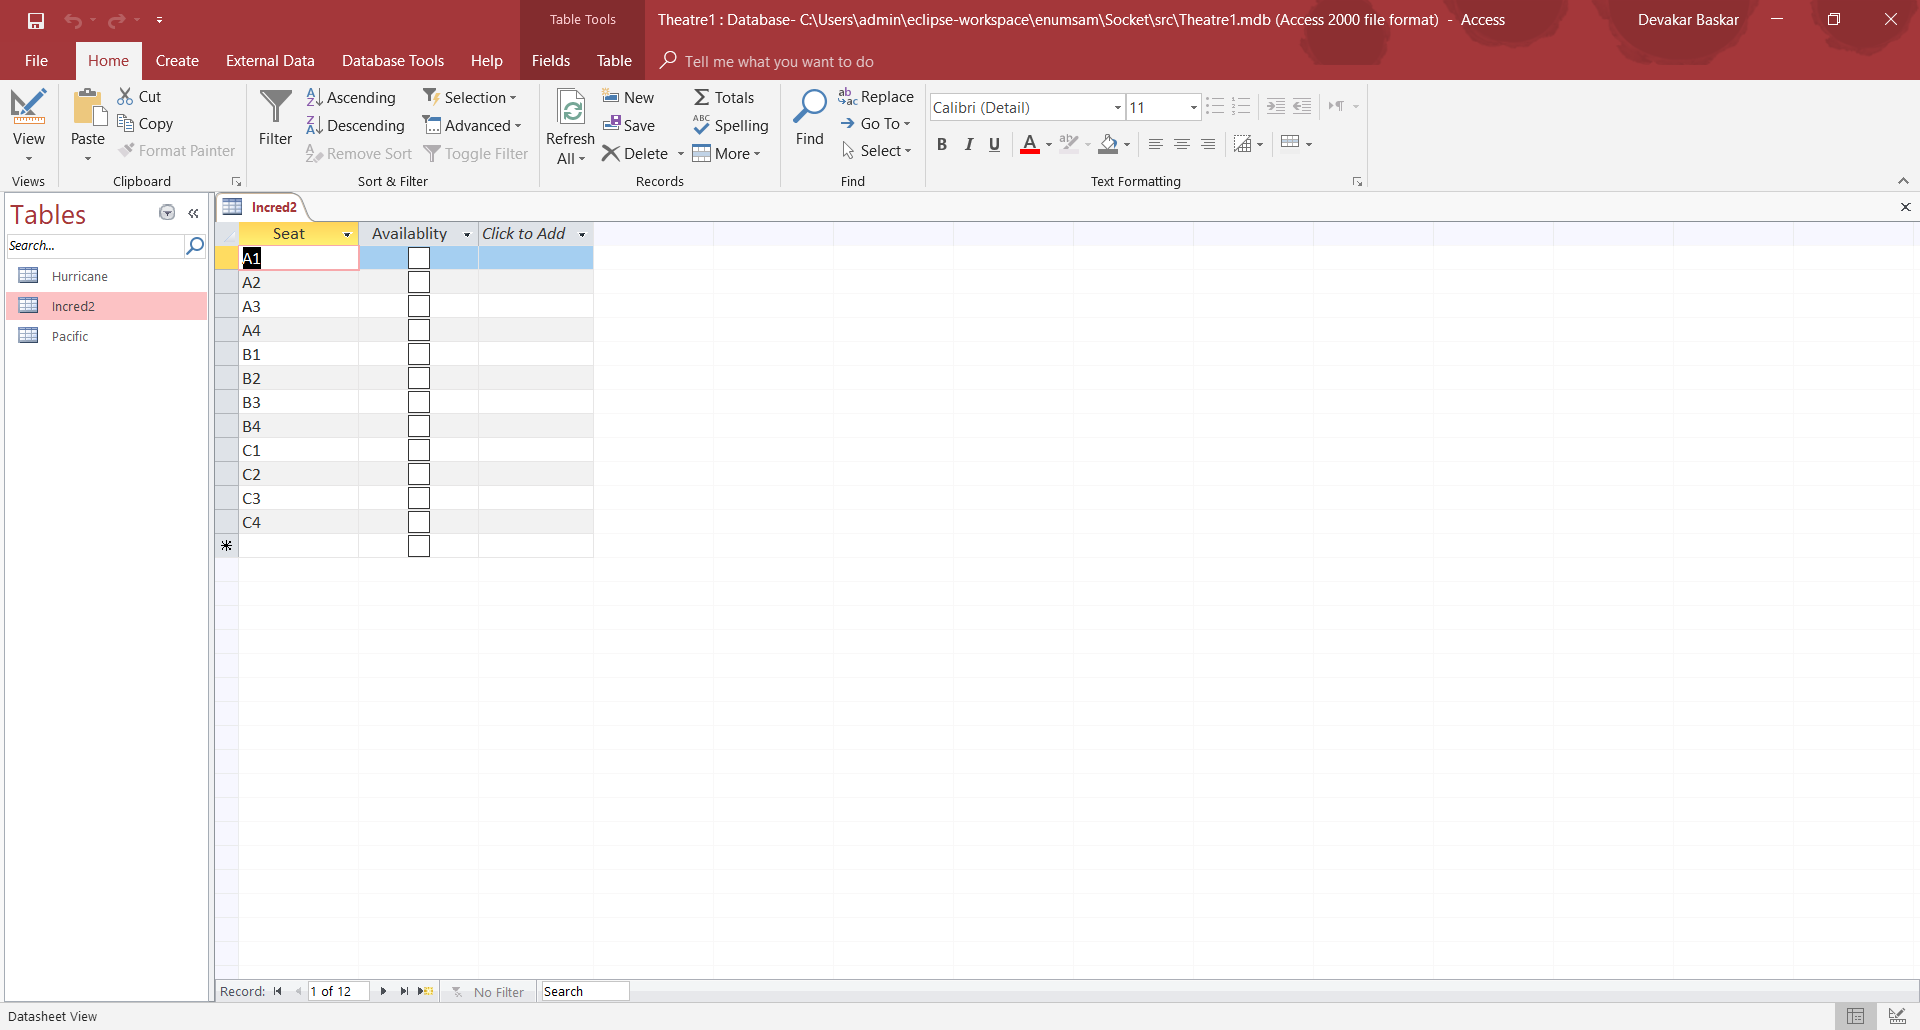 Table Tools
Theatre1 : Database- C:\Users\admin\eclipse-workspace\enumsam\Socket\src\Theatre1.mdb (Access 2000 file format) - Access
Devakar Baskar
File Home Create External Data Database Tools Help Fields Table Tell me what you want to do
View
Views
Paste
Cut
Copy
Format Painter
Clipboard
Filter
Ascending
Descending
Remove Sort
Selection
Advanced
Toggle Filter
Sort & Filter
Refresh
All
New
Save
Delete
Totals
Spelling
More
Records
Find
Replace
Go To
Select
Find
Calibri (Detail) 11
B I U A
Text Formatting
Tables
Search...
Hurricane
Incred2
Pacific
Incred2
Seat Availablity Click to Add
A1
A2
A3
A4
B1
B2
B3
B4
C1
C2
C3
C4
Record: 1 of 12 No Filter Search
Datasheet View